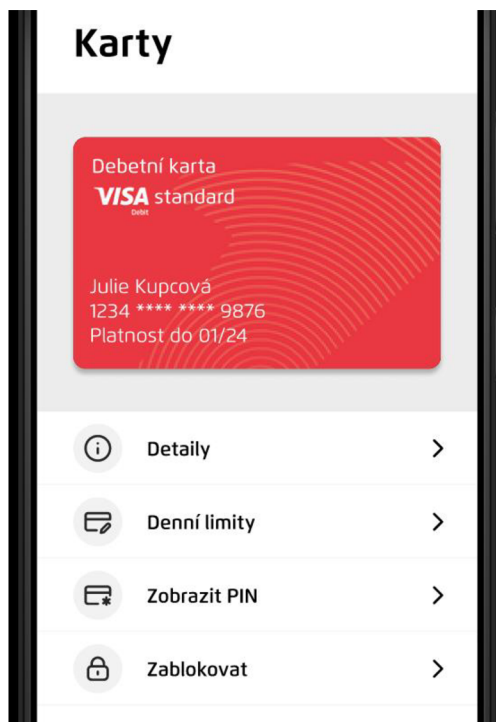 Karty
Debetní karta
VISA standard
Debit
Julie Kupcová
1234 **** **** 9876
Platnost do 01/24
Detaily
Denní limity
Zobrazit PIN
Zablokovat